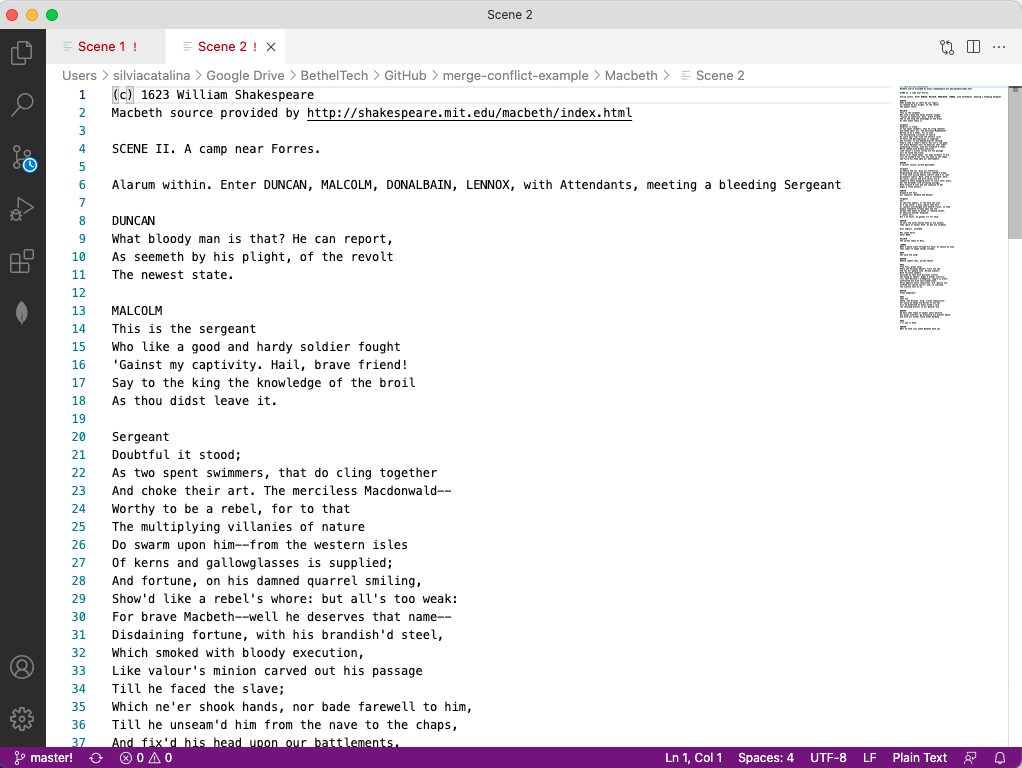 Scene 2
Scene 1 !
Scene 2 !
Users > silviacatalina > Google Drive > BethelTech > GitHub > merge-conflict-example > Macbeth > Scene 2
1 (c) 1623 William Shakespeare
2 Macbeth source provided by http://shakespeare.mit.edu/macbeth/index.html
3
4 SCENE II. A camp near Forres.
5
6 Alarum within. Enter DUNCAN, MALCOLM, DONALBAIN, LENNOX, with Attendants, meeting a bleeding Sergeant
7
8 DUNCAN
9 What bloody man is that? He can report,
10 As seemeth by his plight, of the revolt
11 The newest state.
12
13 MALCOLM
14 This is the sergeant
15 Who like a good and hardy soldier fought
16 'Gainst my captivity. Hail, brave friend!
17 Say to the king the knowledge of the broil
18 As thou didst leave it.
19
20 Sergeant
21 Doubtful it stood;
22 As two spent swimmers, that do cling together
23 And choke their art. The merciless Macdonwald--
24 Worthy to be a rebel, for to that
25 The multiplying villanies of nature
26 Do swarm upon him--from the western isles
27 Of kerns and gallowglasses is supplied;
28 And fortune, on his damned quarrel smiling,
29 Show'd like a rebel's whore: but all's too weak:
30 For brave Macbeth--well he deserves that name--
31 Disdaining fortune, with his brandish'd steel,
32 Which smoked with bloody execution,
33 Like valour's minion carved out his passage
34 Till he faced the slave;
35 Which ne'er shook hands, nor bade farewell to him,
36 Till he unseam'd him from the nave to the chaps,
37 And fix'd his head upon our battlements.
master! 0 0 Ln 1, Col 1 Spaces: 4 UTF-8 LF Plain Text